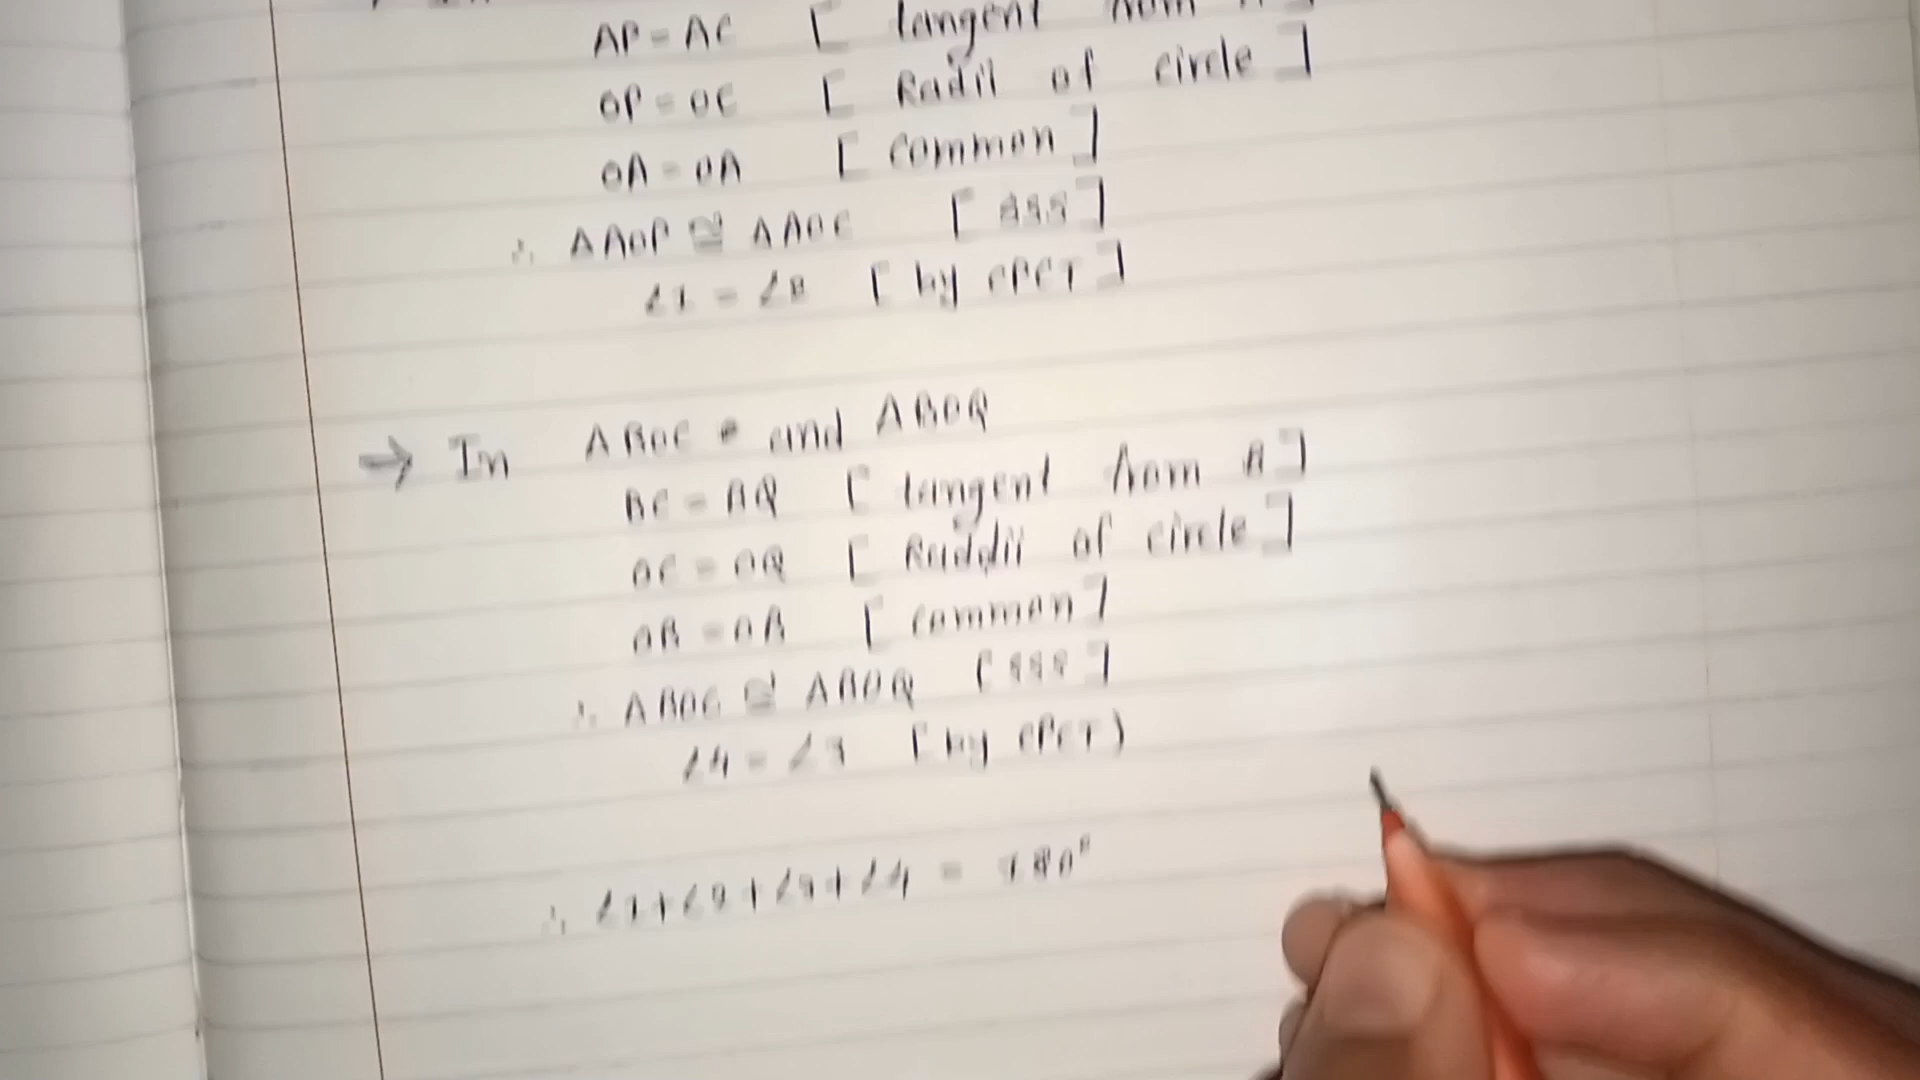 AP = AC [ tangent from
OP = OC [ Radii of circle ]
OA = OA [ common ]
∴ ΔAOP ≅ ΔAOC [ SSS ]
∠1 = ∠2 [ by CPCT ]
→ In ΔBOC and ΔBOQ
BC = BQ [ tangent from B ]
OC = OQ [ Raddii of circle ]
OB = OB [ common ]
∴ ΔBOC ≅ ΔBOQ [ SSS ]
∠4 = ∠3 [ by CPCT )
∴ ∠1 + ∠2 + ∠3 + ∠4 = 180°